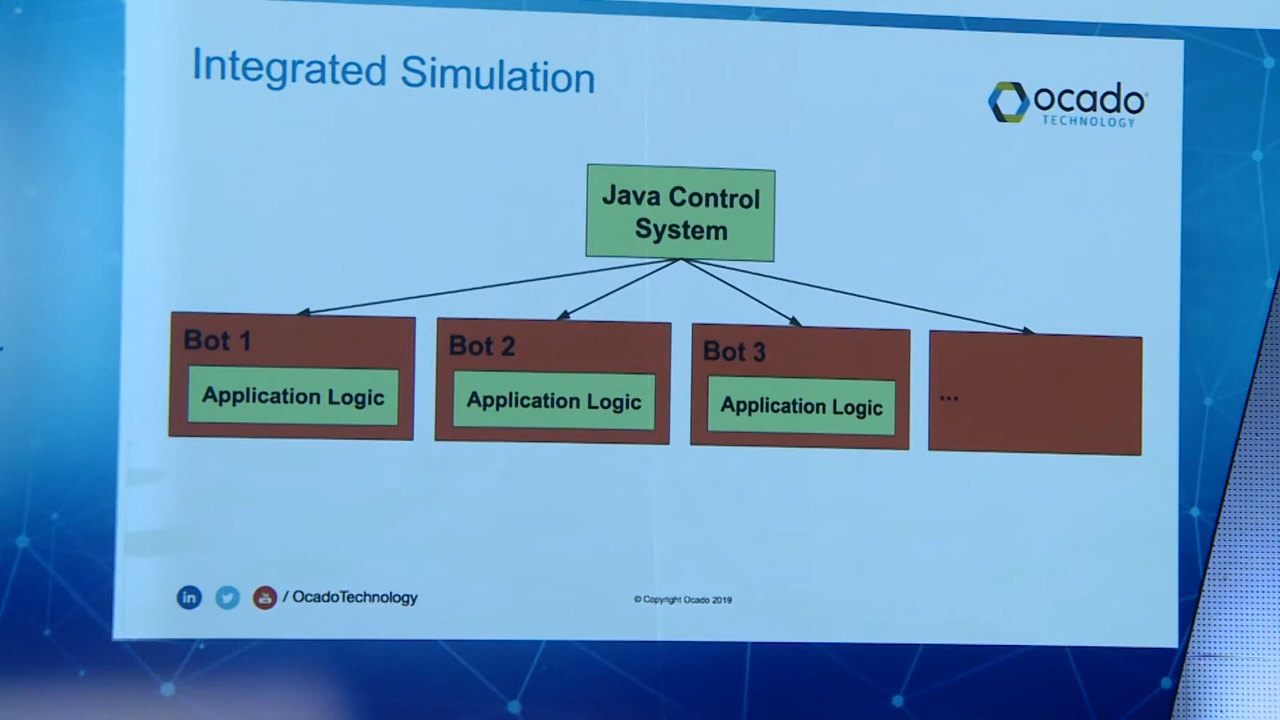 Integrated Simulation
ocado
TECHNOLOGY
Java Control
System
Bot 1
Application Logic
Bot 2
Application Logic
Bot 3
Application Logic
...
in
/ OcadoTechnology
© Copyright Ocado 2019